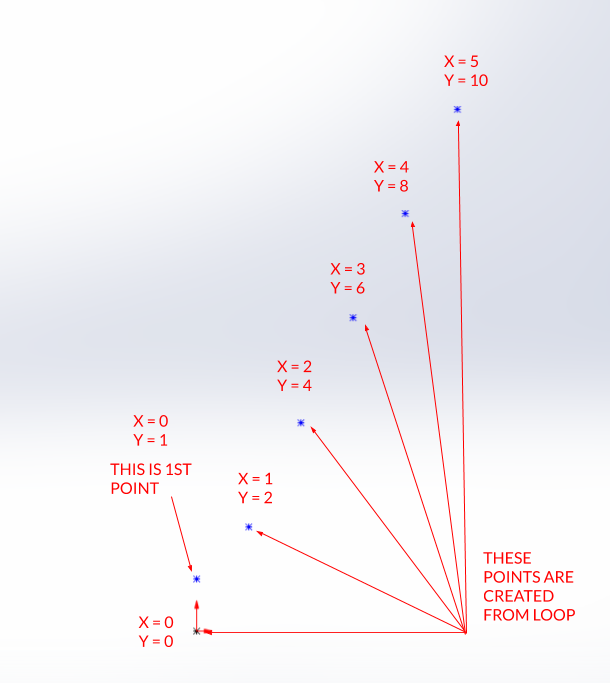 X = 5
Y = 10
X = 4
Y = 8
X = 3
Y = 6
X = 2
Y = 4
X = 0
Y = 1
THIS IS 1ST
POINT
X = 1
Y = 2
THESE
POINTS ARE
CREATED
FROM LOOP
X = 0
Y = 0